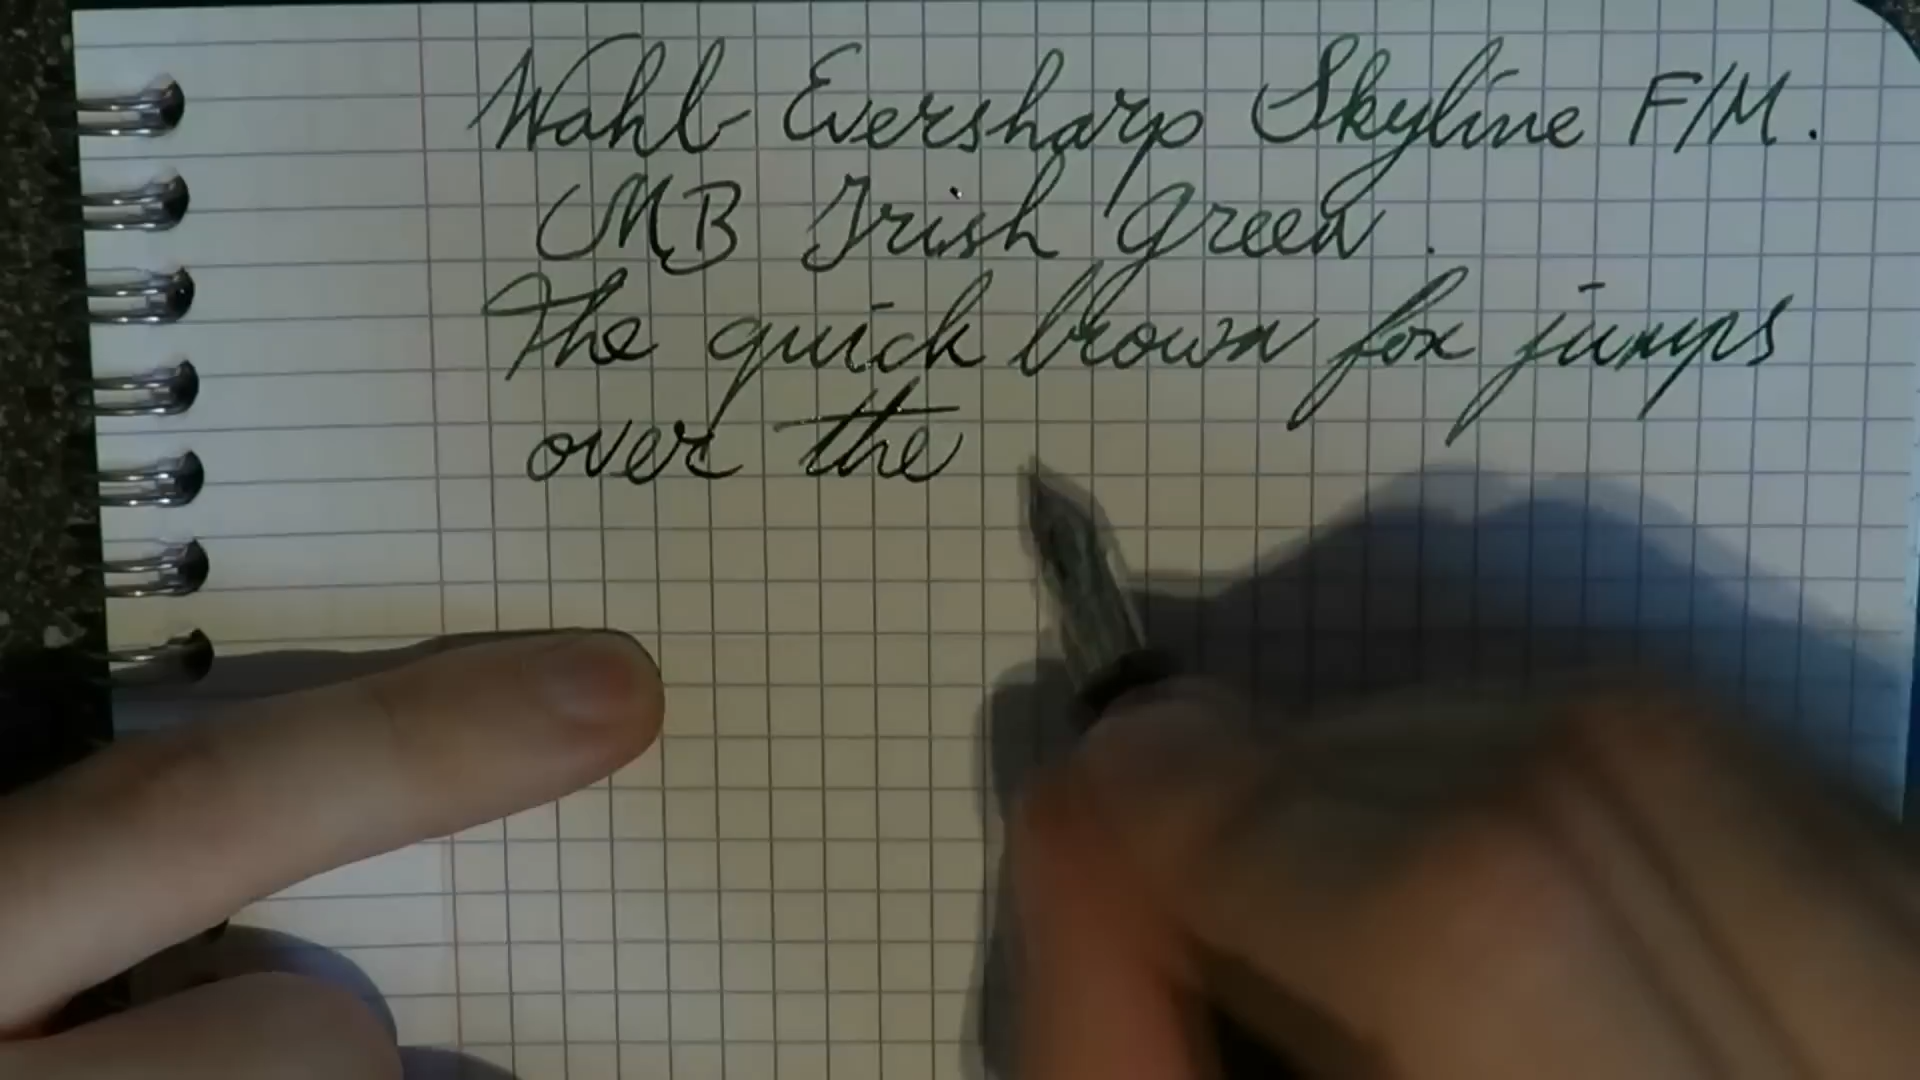 Wahl Eversharp Skyline F/M.
MB Irish Green.
The quick brown fox jumps
over the